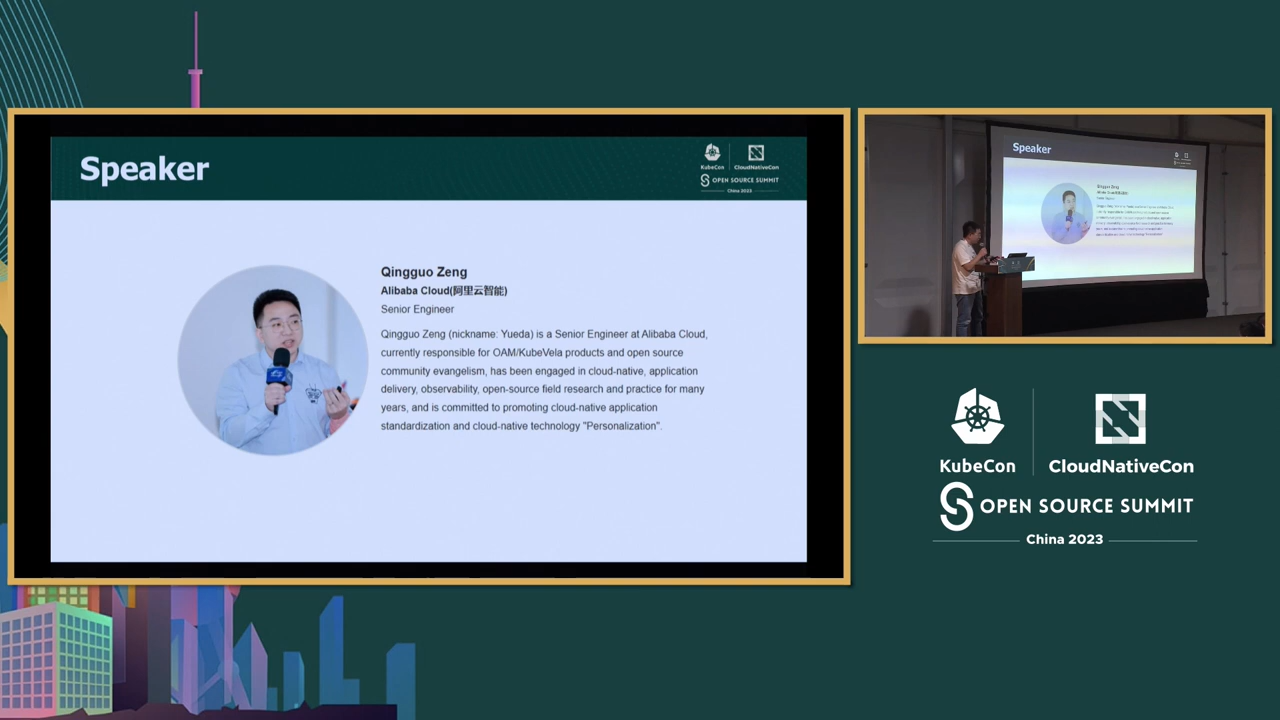 Speaker
KubeCon
CloudNativeCon
OPEN SOURCE SUMMIT
China 2023
Qingguo Zeng
Alibaba Cloud(阿里云智能)
Senior Engineer
Qingguo Zeng (nickname: Yueda) is a Senior Engineer at Alibaba Cloud,
currently responsible for OAM/KubeVela products and open source
community evangelism, has been engaged in cloud-native, application
delivery, observability, open-source field research and practice for many
years, and is committed to promoting cloud-native application
standardization and cloud-native technology "Personalization".
Speaker
Qingguo Zeng
KubeCon
CloudNativeCon
OPEN SOURCE SUMMIT
China 2023